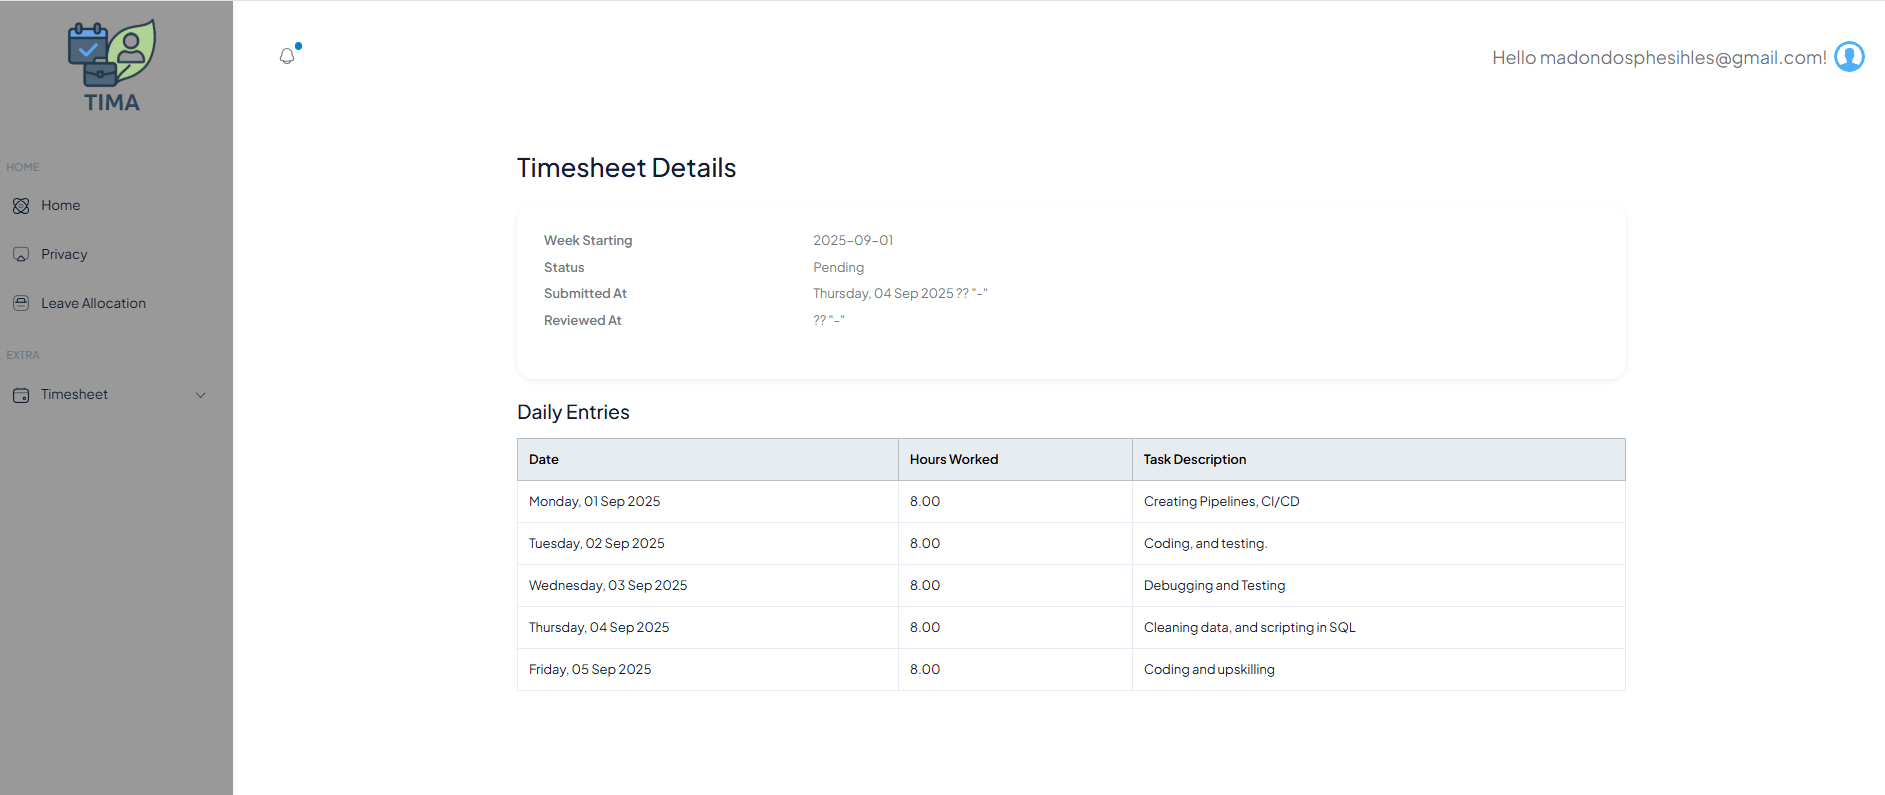 TIMA
Hello madondosphesihles@gmail.com!
HOME
Home
Privacy
Leave Allocation
EXTRA
Timesheet
Timesheet Details
Week Starting 2025-09-01
Status Pending
Submitted At Thursday, 04 Sep 2025 ?? "-"
Reviewed At ?? "-"
Daily Entries
Date Hours Worked Task Description
Monday, 01 Sep 2025 8.00 Creating Pipelines, CI/CD
Tuesday, 02 Sep 2025 8.00 Coding, and testing.
Wednesday, 03 Sep 2025 8.00 Debugging and Testing
Thursday, 04 Sep 2025 8.00 Cleaning data, and scripting in SQL
Friday, 05 Sep 2025 8.00 Coding and upskilling